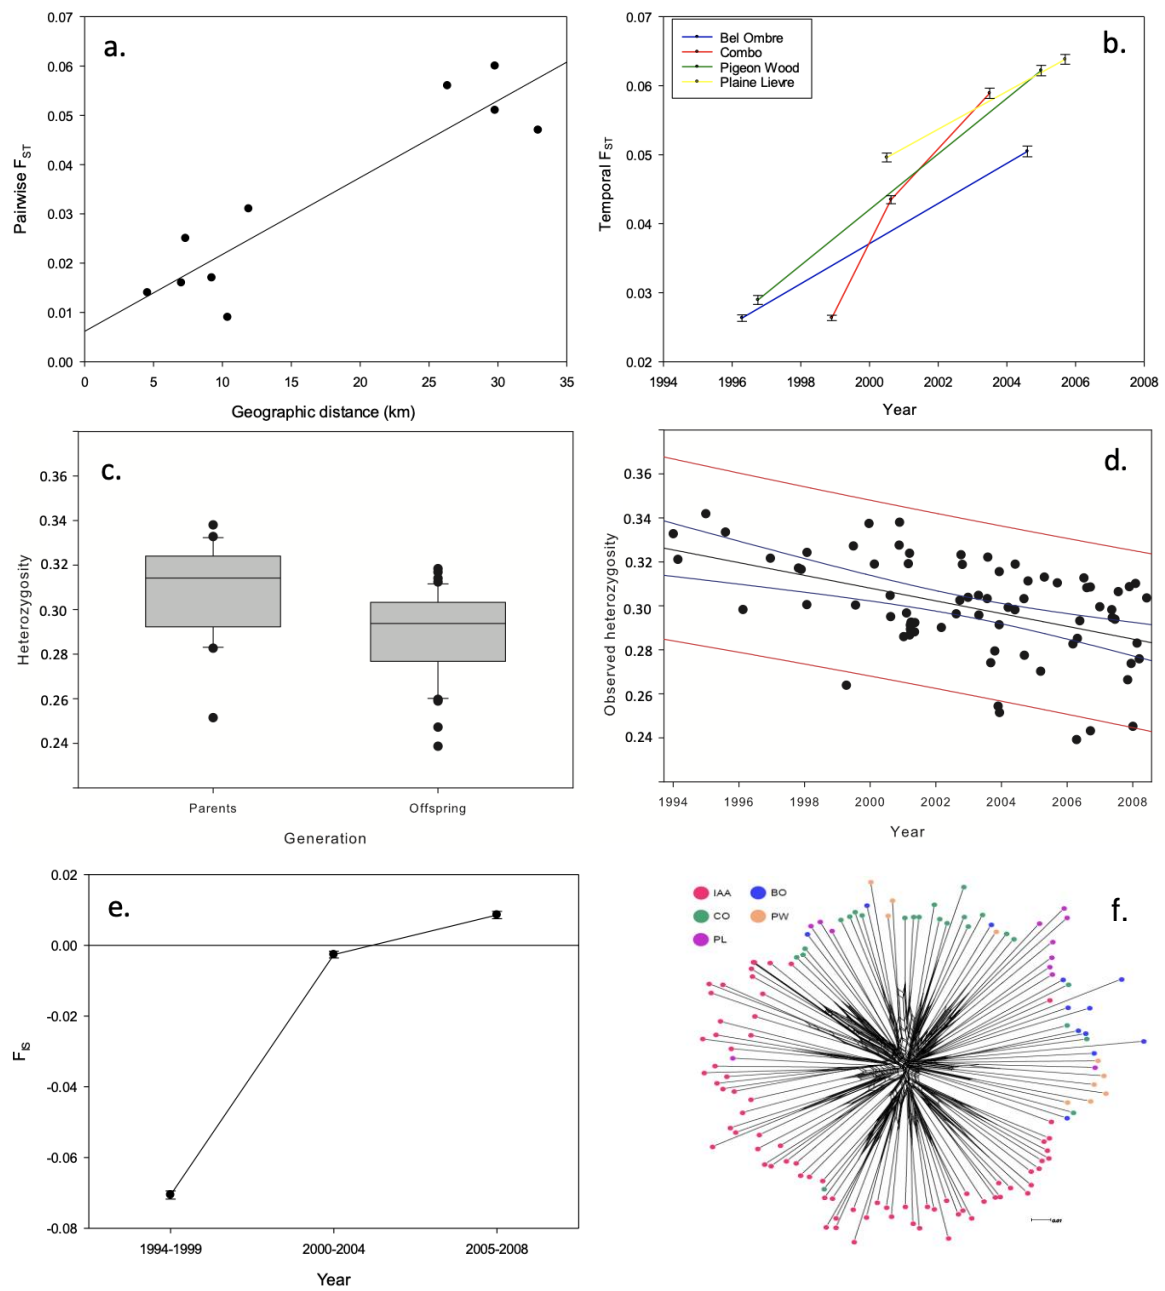 a.
0.07
0.06
0.05
0.04
0.03
0.02
0.01
0.00
Pairwise FST
0 5 10 15 20 25 30 35
Geographic distance (km)
b.
Bel Ombre
Combo
Pigeon Wood
Plaine Lievre
0.07
0.06
0.05
0.04
0.03
0.02
Temporal FST
1994 1996 1998 2000 2002 2004 2006 2008
Year
c.
0.36
0.34
0.32
0.30
0.28
0.26
0.24
Heterozygosity
Parents Offspring
Generation
d.
0.36
0.34
0.32
0.30
0.28
0.26
0.24
Observed heterozygosity
1994 1996 1998 2000 2002 2004 2006 2008
Year
e.
0.02
0.00
-0.02
-0.04
-0.06
-0.08
FIS
1994-1999 2000-2004 2005-2008
Year
f.
IAA BO
CO PW
PL
0.01